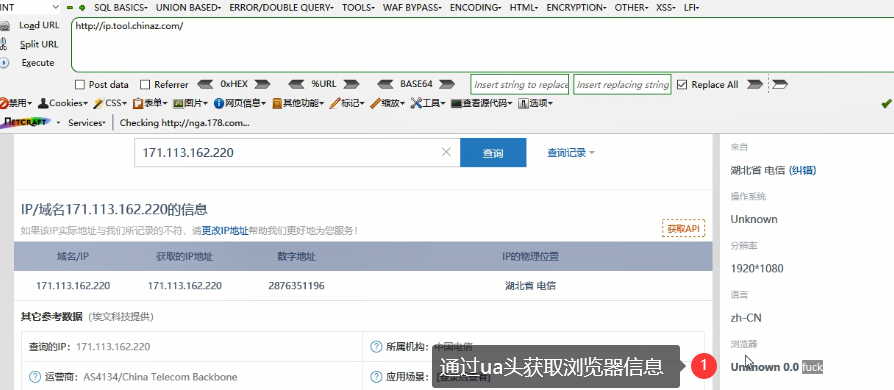 INT SQL BASICS UNION BASED ERROR/DOUBLE QUERY TOOLS WAF BYPASS ENCODING HTML ENCRYPTION OTHER XSS LFI
Load URL http://ip.tool.chinaz.com/
Split URL
Execute
Post data Referrer 0xHEX %URL BASE64 Insert string to replace Insert replacing string Replace All
禁用 Cookies CSS 表单 图片 网页信息 其他功能 标记 缩放 工具 查看源代码 选项
NETCRAFT Services Checking http://nga.178.com...
171.113.162.220 查询 查询记录
IP/域名171.113.162.220的信息
如果该IP实际地址与我们所记录的不符，请更改IP地址帮助我们更好地为您服务！
获取API
域名/IP 获取的IP地址 数字地址 IP的物理位置
171.113.162.220 171.113.162.220 2876351196 湖北省 电信
其它参考数据（埃文科技提供）
查询的IP：171.113.162.220 所属机构：中国电信
运营商：AS4134/China Telecom Backbone 应用场景：
来自
湖北省 电信 (纠错)
操作系统
Unknown
分辨率
1920*1080
语言
zh-CN
浏览器
Unknown 0.0 fuck
通过ua头获取浏览器信息 1